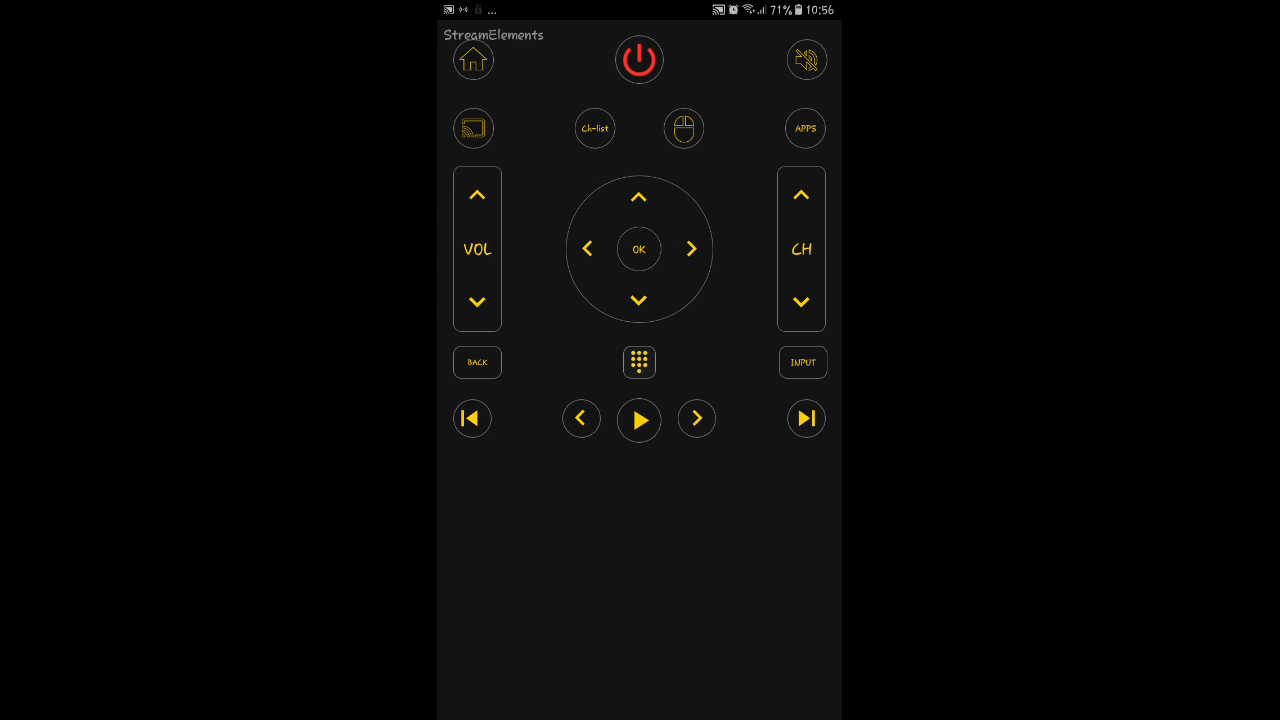 ... 71% 10:56
StreamElements
Ch-list APPS
VOL OK CH
BACK INPUT